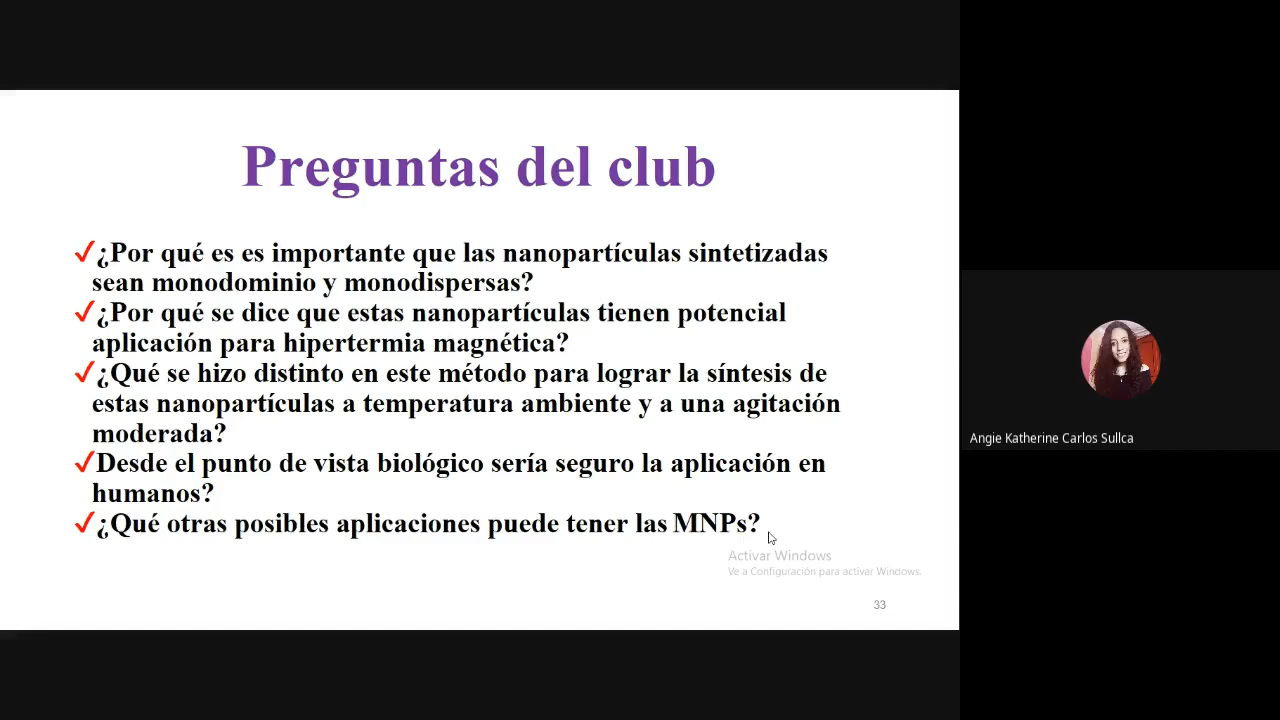 Preguntas del club
✓¿Por qué es es importante que las nanopartículas sintetizadas
sean monodominio y monodispersas?
✓¿Por qué se dice que estas nanopartículas tienen potencial
aplicación para hipertermia magnética?
✓¿Qué se hizo distinto en este método para lograr la síntesis de
estas nanopartículas a temperatura ambiente y a una agitación
moderada?
✓Desde el punto de vista biológico sería seguro la aplicación en
humanos?
✓¿Qué otras posibles aplicaciones puede tener las MNPs?
Activar Windows
Ve a Configuración para activar Windows.
33
Angie Katherine Carlos Sullca